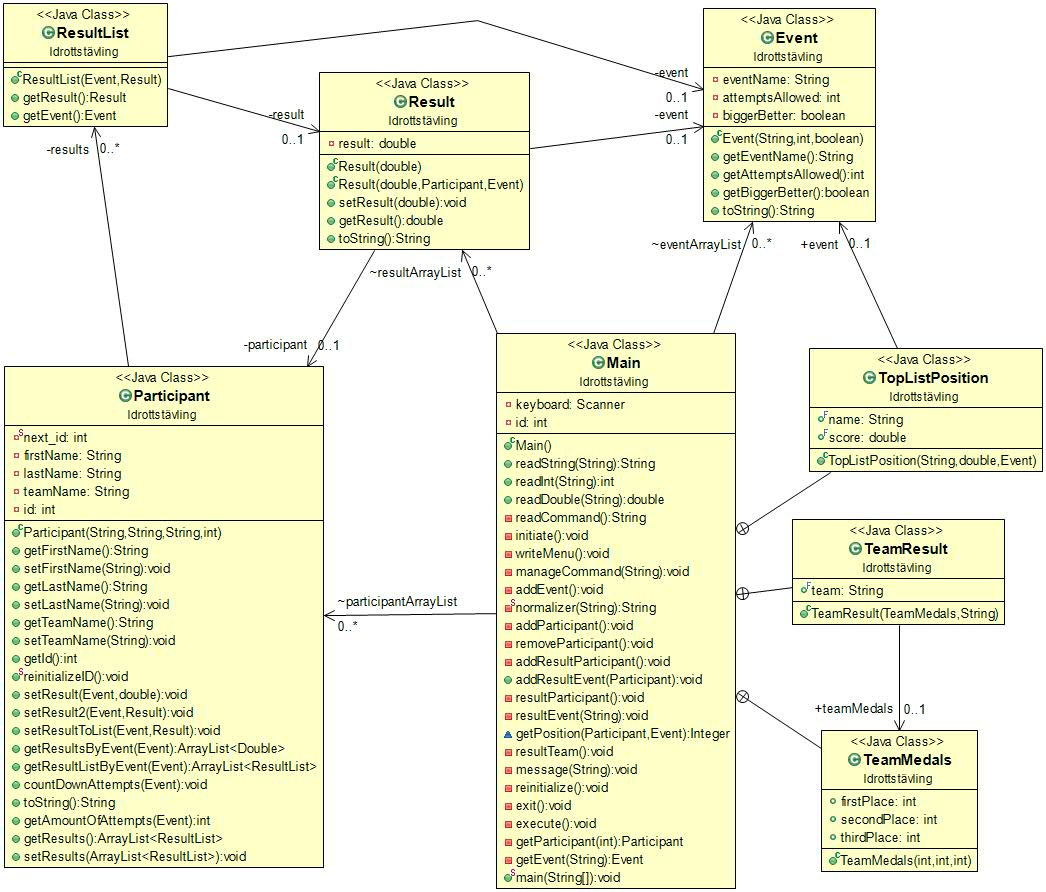 <<Java Class>>
ResultList
Idrottstävling
ResultList(Event,Result)
getResult():Result
getEvent():Event
-results 0..*
-result
0..1
<<Java Class>>
Result
Idrottstävling
result: double
Result(double)
Result(double,Participant,Event)
setResult(double):void
getResult():double
toString():String
-event
0..1
-event
0..1
<<Java Class>>
Event
Idrottstävling
eventName: String
attemptsAllowed: int
biggerBetter: boolean
Event(String,int,boolean)
getEventName():String
getAttemptsAllowed():int
getBiggerBetter():boolean
toString():String
~eventArrayList 0..*
+event 0..1
~resultArrayList 0..*
-participant 0..1
<<Java Class>>
Participant
Idrottstävling
next_id: int
firstName: String
lastName: String
teamName: String
id: int
Participant(String,String,String,int)
getFirstName():String
setFirstName(String):void
getLastName():String
setLastName(String):void
getTeamName():String
setTeamName(String):void
getId():int
reinitializeID():void
setResult(Event,double):void
setResult2(Event,Result):void
setResultToList(Event,Result):void
getResultsByEvent(Event):ArrayList<Double>
getResultListByEvent(Event):ArrayList<ResultList>
countDownAttempts(Event):void
toString():String
getAmountOfAttempts(Event):int
getResults():ArrayList<ResultList>
setResults(ArrayList<ResultList>):void
~participantArrayList
0..*
<<Java Class>>
Main
Idrottstävling
keyboard: Scanner
id: int
Main()
readString(String):String
readInt(String):int
readDouble(String):double
readCommand():String
initiate():void
writeMenu():void
manageCommand(String):void
addEvent():void
normalizer(String):String
addParticipant():void
removeParticipant():void
addResultParticipant():void
addResultEvent(Participant):void
resultParticipant():void
resultEvent(String):void
getPosition(Participant,Event):Integer
resultTeam():void
message(String):void
reinitialize():void
exit():void
execute():void
getParticipant(int):Participant
getEvent(String):Event
main(String[]):void
<<Java Class>>
TopListPosition
Idrottstävling
name: String
score: double
TopListPosition(String,double,Event)
<<Java Class>>
TeamResult
Idrottstävling
team: String
TeamResult(TeamMedals,String)
+teamMedals 0..1
<<Java Class>>
TeamMedals
Idrottstävling
firstPlace: int
secondPlace: int
thirdPlace: int
TeamMedals(int,int,int)